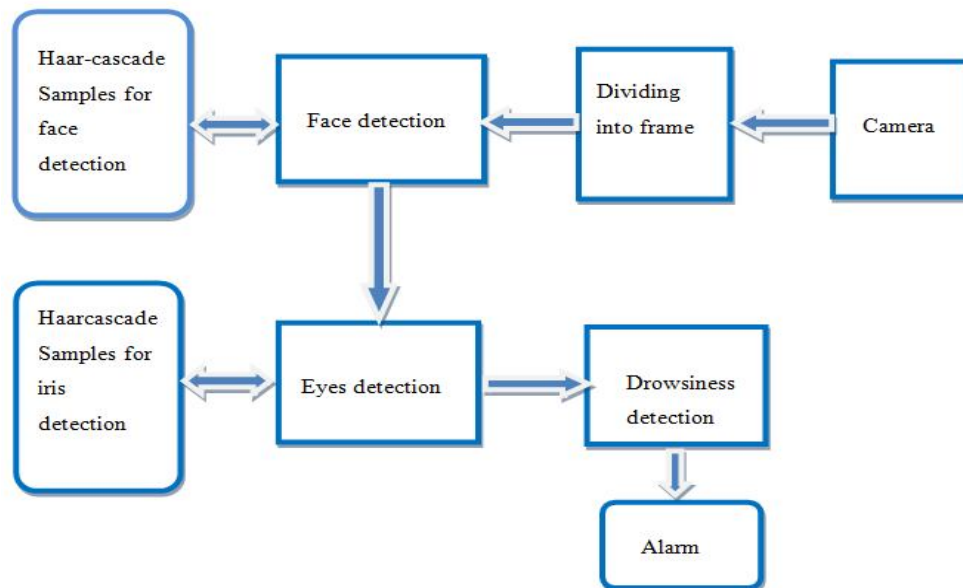 Haar-cascade
Samples for
face
detection
Face detection
Dividing
into frame
Camera
Haarcascade
Samples for
iris
detection
Eyes detection
Drowsiness
detection
Alarm